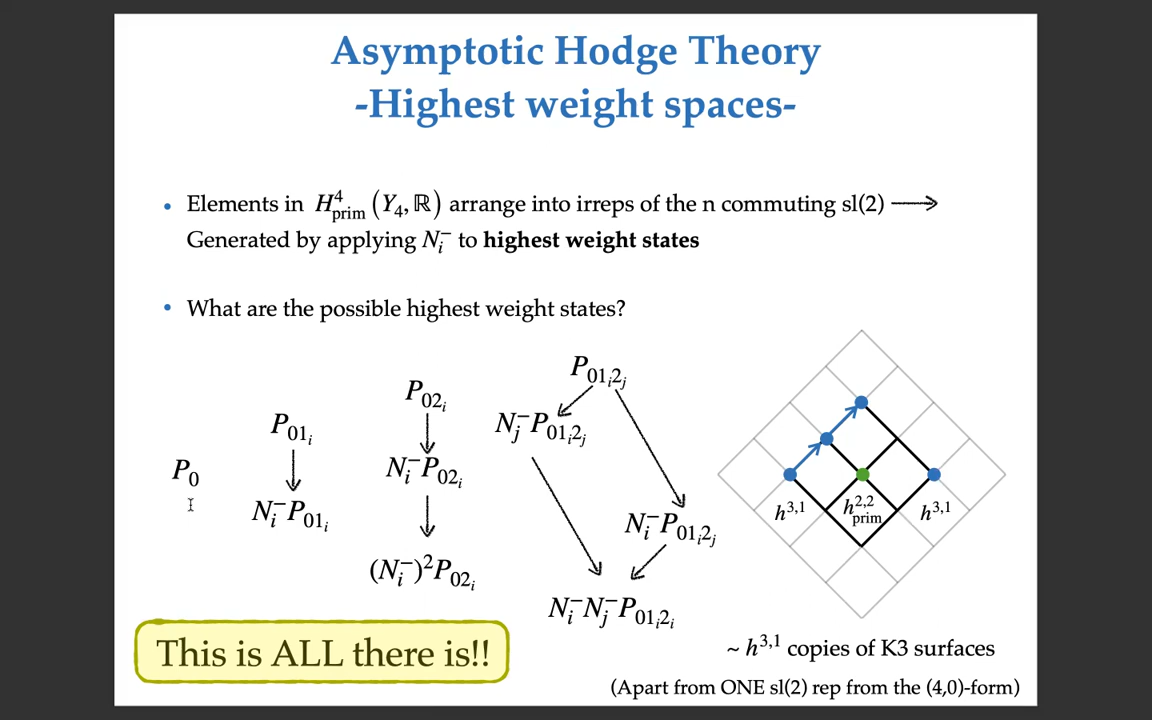 Asymptotic Hodge Theory
-Highest weight spaces-
• Elements in H⁴_prim (Y₄, ℝ) arrange into irreps of the n commuting sl(2) ⟶
Generated by applying N_i^- to highest weight states
• What are the possible highest weight states?
P_0
P_{01_i}
N_i^- P_{01_i}
P_{02_i}
N_i^- P_{02_i}
(N_i^-)^2 P_{02_i}
P_{01_i2_j}
N_j^- P_{01_i2_j}
N_i^- P_{01_i2_j}
N_i^- N_j^- P_{01_i2_i}
h^{3,1}
h^{2,2}_prim
h^{3,1}
This is ALL there is!!
~ h^{3,1} copies of K3 surfaces
(Apart from ONE sl(2) rep from the (4,0)-form)